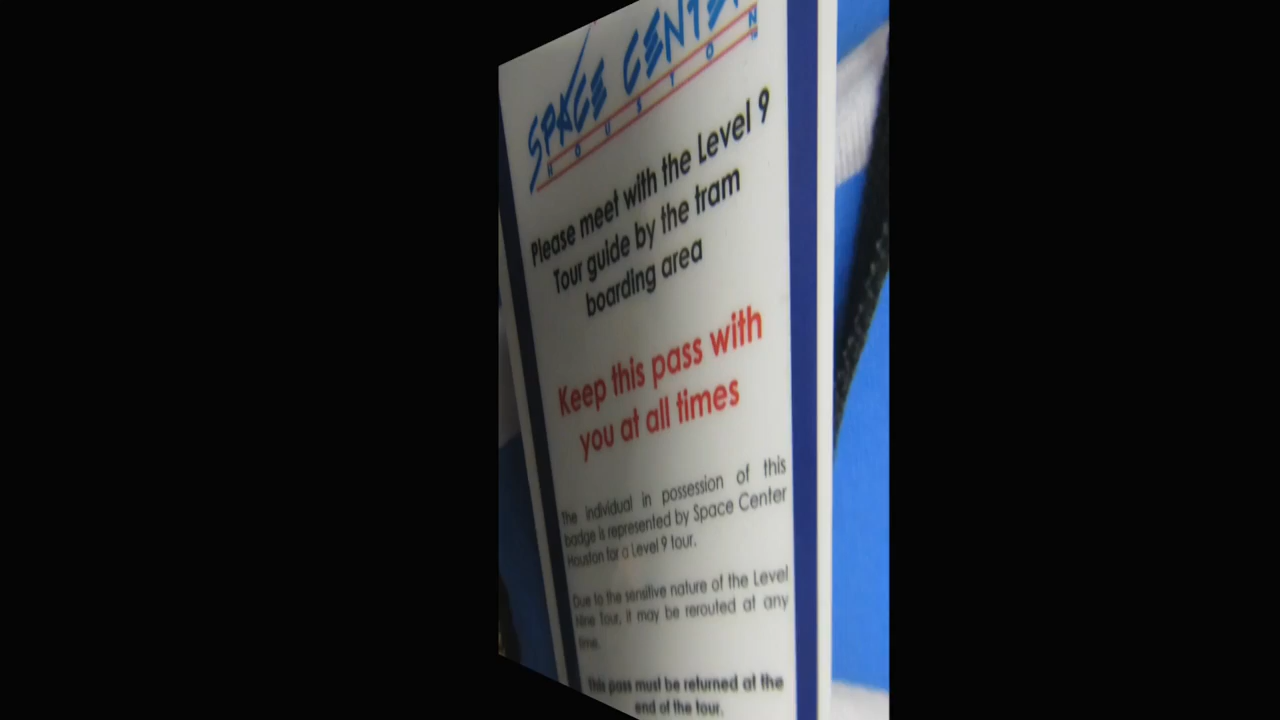 SPACE CENTER
HOUSTON
Please meet with the Level 9
Tour guide by the tram
boarding area
Keep this pass with
you at all times
The individual in possession of this
badge is represented by Space Center
Houston for a Level 9 tour.
Due to the sensitive nature of the Level
Nine Tour, it may be rerouted at any
time.
This pass must be returned at the
end of the tour.